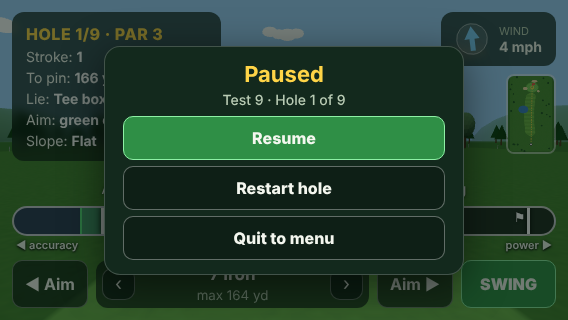 HOLE 1/9 · PAR 3
Stroke: 1
To pin: 166
Lie: Tee box
Aim: green
Slope: Flat
WIND
4 mph
Paused
Test 9 · Hole 1 of 9
Resume
Restart hole
Quit to menu
◀ accuracy
power ▶
◀ Aim
‹
7 Iron
max 164 yd
›
Aim ▶
SWING